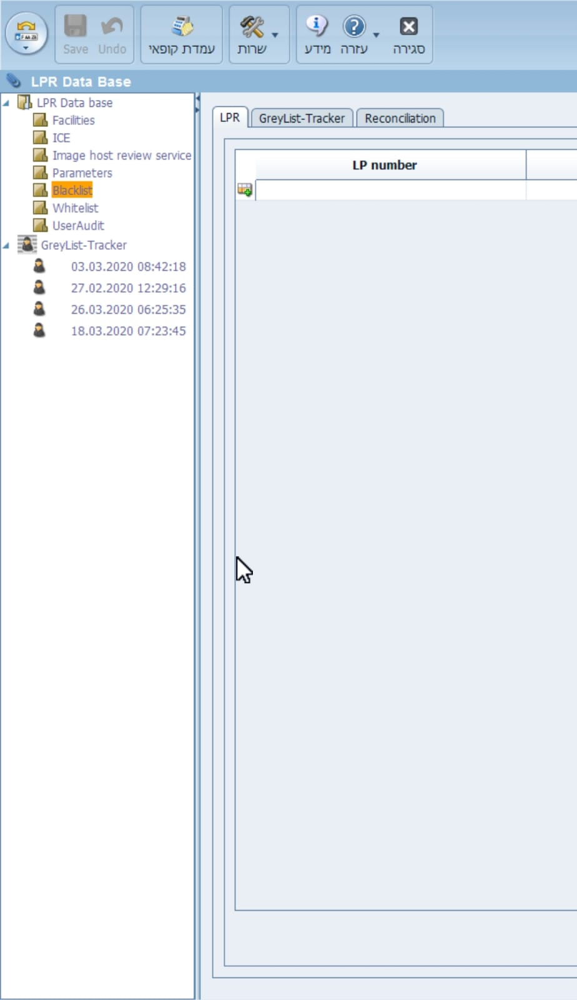 Save Undo עמדת קופאי שרות מידע עזרה סגירה
LPR Data Base
LPR Data base
Facilities
ICE
Image host review service
Parameters
Blacklist
Whitelist
UserAudit
GreyList-Tracker
03.03.2020 08:42:18
27.02.2020 12:29:16
26.03.2020 06:25:35
18.03.2020 07:23:45
LPR GreyList-Tracker Reconciliation
LP number